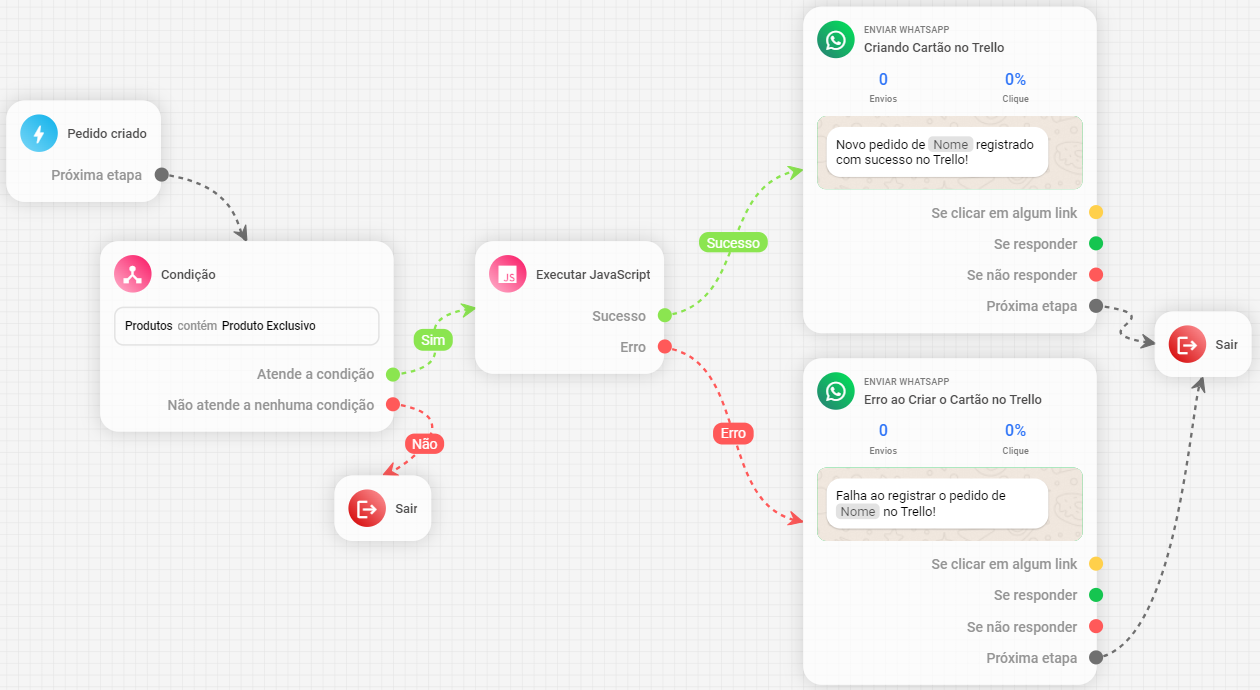 Pedido criado
Próxima etapa
Condição
Produtos contém Produto Exclusivo
Atende a condição
Não atende a nenhuma condição
Sim
Não
Sair
JS
Executar JavaScript
Sucesso
Erro
Sucesso
Erro
ENVIAR WHATSAPP
Criando Cartão no Trello
0 0%
Envios Clique
Novo pedido de Nome registrado
com sucesso no Trello!
Se clicar em algum link
Se responder
Se não responder
Próxima etapa
ENVIAR WHATSAPP
Erro ao Criar o Cartão no Trello
0 0%
Envios Clique
Falha ao registrar o pedido de
Nome no Trello!
Se clicar em algum link
Se responder
Se não responder
Próxima etapa
Sair